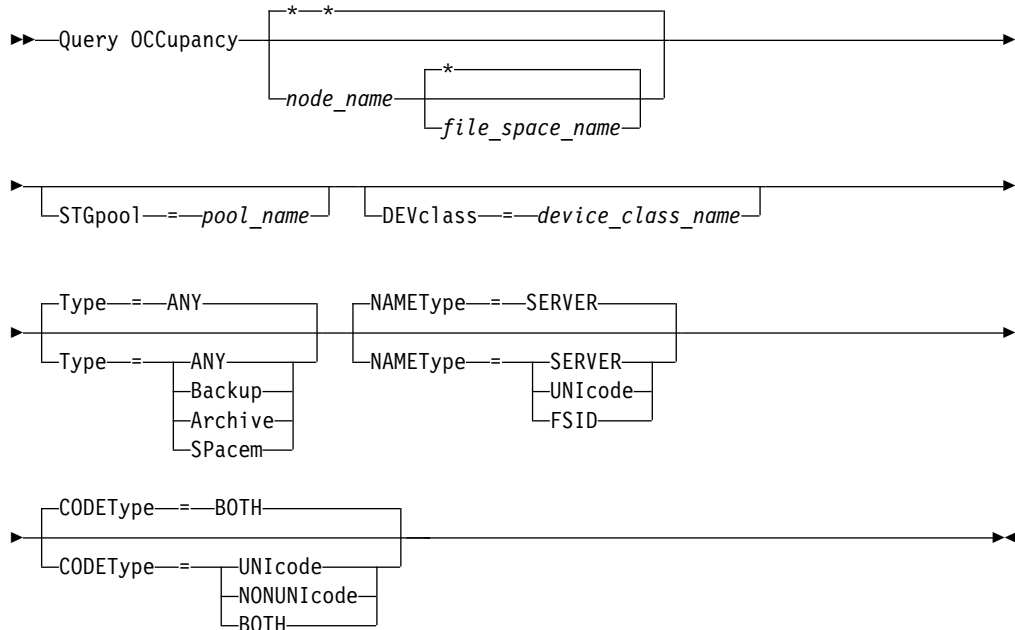 * *
Query OCCupancy
node_name
*
file_space_name
STGpool = pool_name DEVclass = device_class_name
Type = ANY NAMEType = SERVER
Type = ANY NAMEType = SERVER
Backup UNIcode
Archive FSID
SPacem
CODEType = BOTH
CODEType = UNIcode
NONUNIcode
BOTH